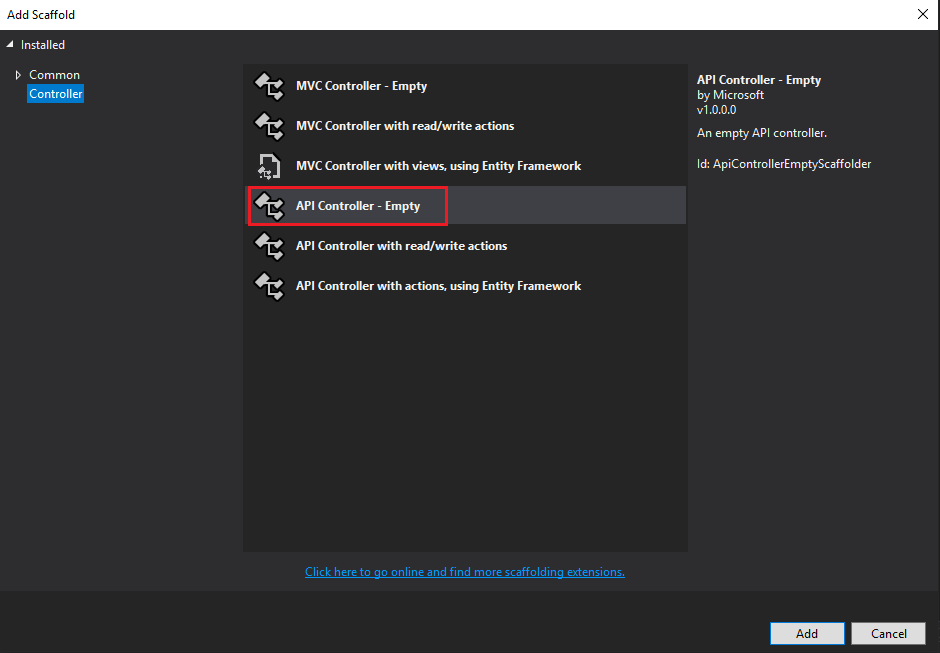 Add Scaffold
Installed
Common
Controller
MVC Controller - Empty
MVC Controller with read/write actions
MVC Controller with views, using Entity Framework
API Controller - Empty
API Controller with read/write actions
API Controller with actions, using Entity Framework
API Controller - Empty
by Microsoft
v1.0.0.0
An empty API controller.
Id: ApiControllerEmptyScaffolder
Click here to go online and find more scaffolding extensions.
Add
Cancel